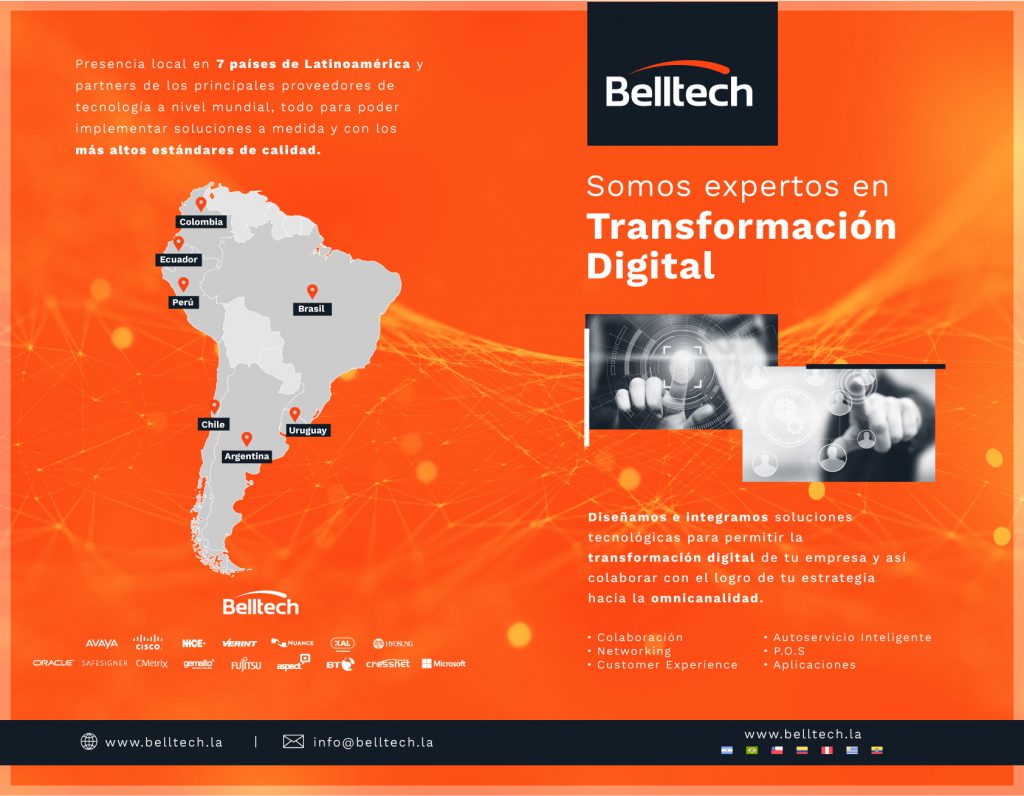 Presencia local en 7 países de Latinoamérica y
partners de los principales proveedores de
tecnología a nivel mundial, todo para poder
implementar soluciones a medida y con los
más altos estándares de calidad.
Colombia
Ecuador
Perú
Brasil
Chile
Uruguay
Argentina
Belltech
AVAYA CISCO. NICE VERINT NUANCE XAL HYOSUNG
ORACLE SAFESIGNER CMetrix gemalto FUJITSU aspect BT crossnet Microsoft
www.belltech.la | info@belltech.la
Belltech
Somos expertos en
Transformación
Digital
Diseñamos e integramos soluciones
tecnológicas para permitir la
transformación digital de tu empresa y así
colaborar con el logro de tu estrategia
hacia la omnicanalidad.
• Colaboración
• Networking
• Customer Experience
• Autoservicio Inteligente
• P.O.S
• Aplicaciones
www.belltech.la